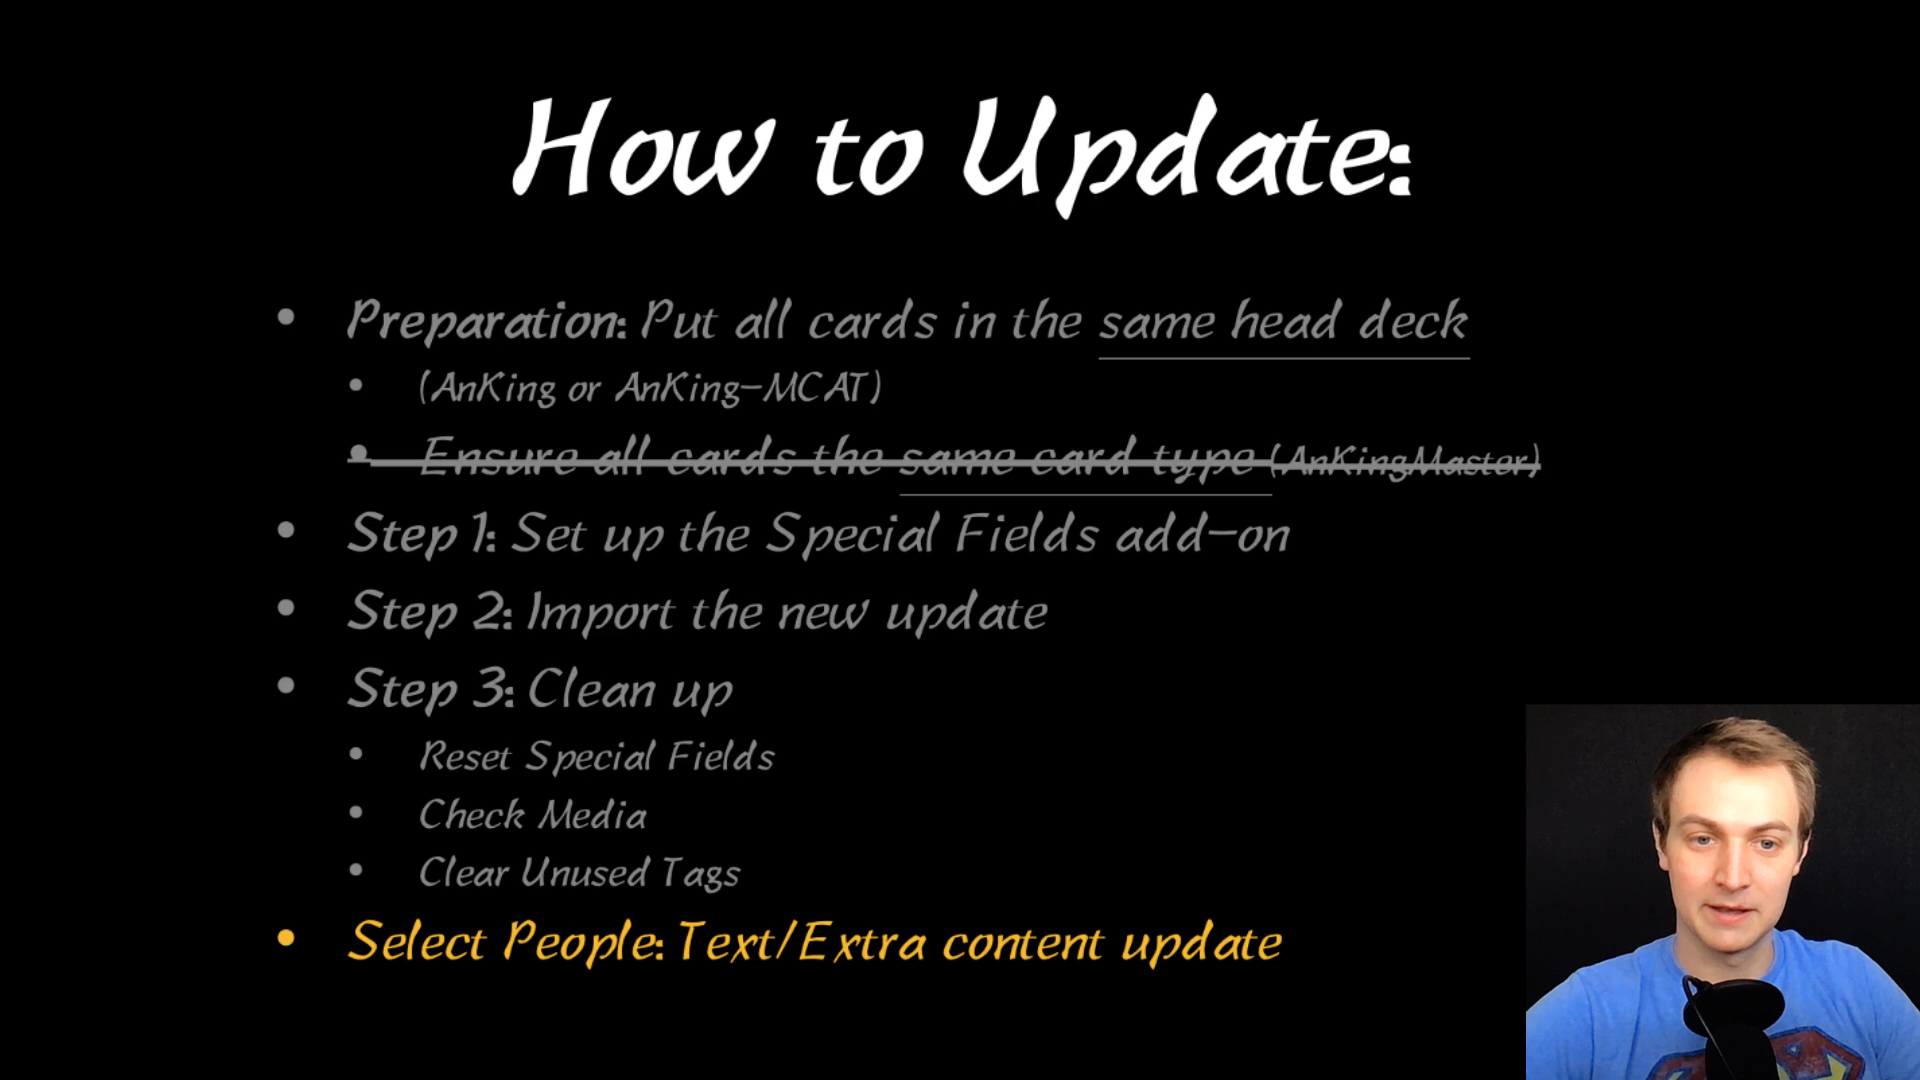 How to Update:
• Preparation: Put all cards in the same head deck
• (AnKing or AnKing-MCAT)
• Ensure all cards the same card type (AnKingMaster)
• Step 1: Set up the Special Fields add-on
• Step 2: Import the new update
• Step 3: Clean up
• Reset Special Fields
• Check Media
• Clear Unused Tags
• Select People: Text/Extra content update